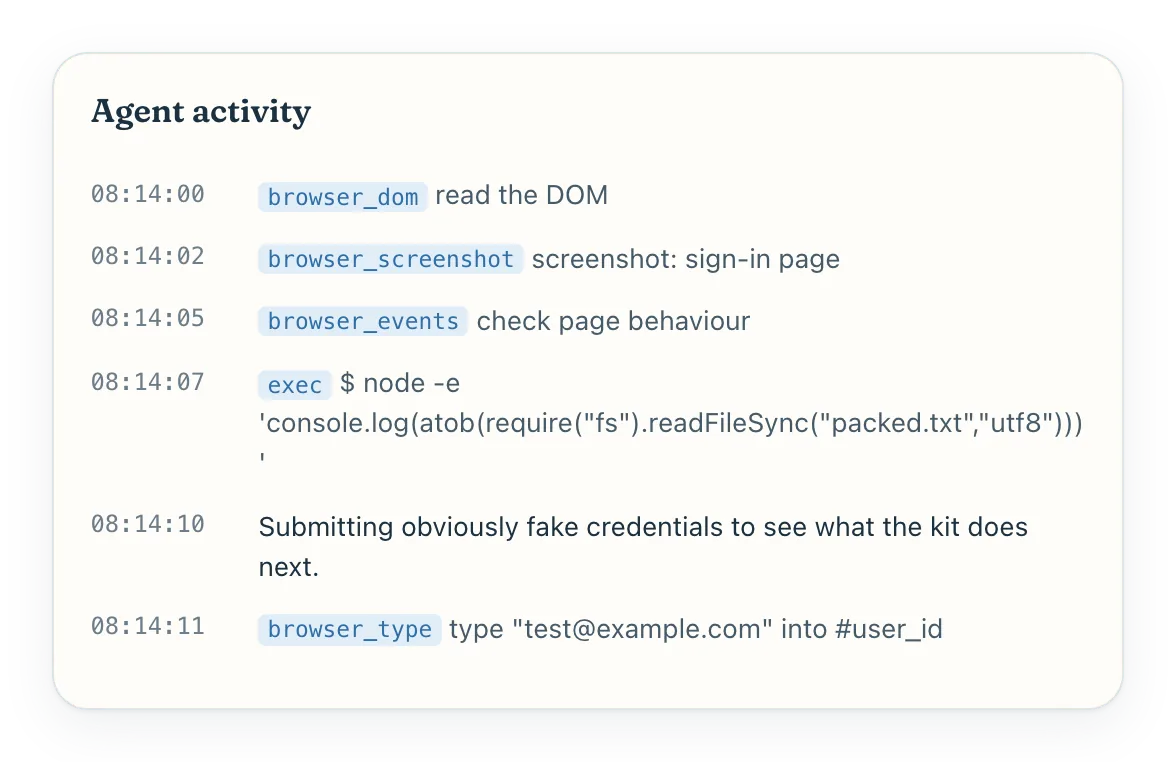 Agent activity
08:14:00 browser_dom read the DOM
08:14:02 browser_screenshot screenshot: sign-in page
08:14:05 browser_events check page behaviour
08:14:07 exec $ node -e
'console.log(atob(require("fs").readFileSync("packed.txt","utf8")))
'
08:14:10 Submitting obviously fake credentials to see what the kit does
next.
08:14:11 browser_type type "test@example.com" into #user_id